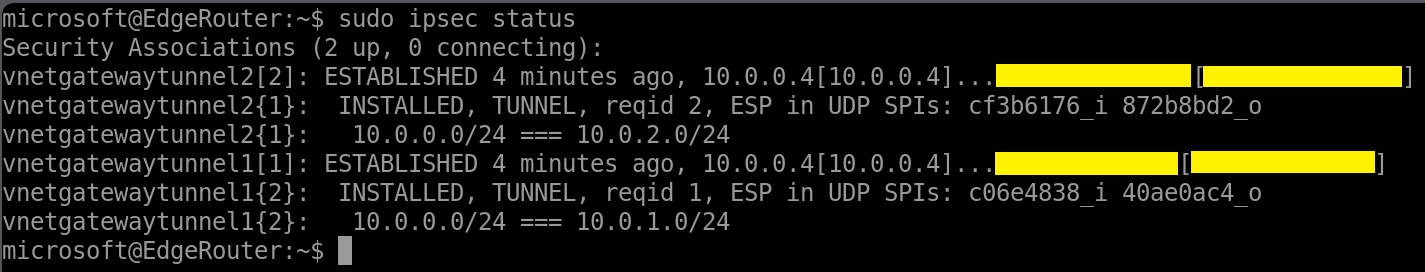 microsoft@EdgeRouter:~$ sudo ipsec status
Security Associations (2 up, 0 connecting):
vnetgatewaytunnel2[2]: ESTABLISHED 4 minutes ago, 10.0.0.4[10.0.0.4]...[]
vnetgatewaytunnel2{1}:  INSTALLED, TUNNEL, reqid 2, ESP in UDP SPIs: cf3b6176_i 872b8bd2_o
vnetgatewaytunnel2{1}:   10.0.0.0/24 === 10.0.2.0/24
vnetgatewaytunnel1[1]: ESTABLISHED 4 minutes ago, 10.0.0.4[10.0.0.4]...[]
vnetgatewaytunnel1{2}:  INSTALLED, TUNNEL, reqid 1, ESP in UDP SPIs: c06e4838_i 40ae0ac4_o
vnetgatewaytunnel1{2}:   10.0.0.0/24 === 10.0.1.0/24
microsoft@EdgeRouter:~$